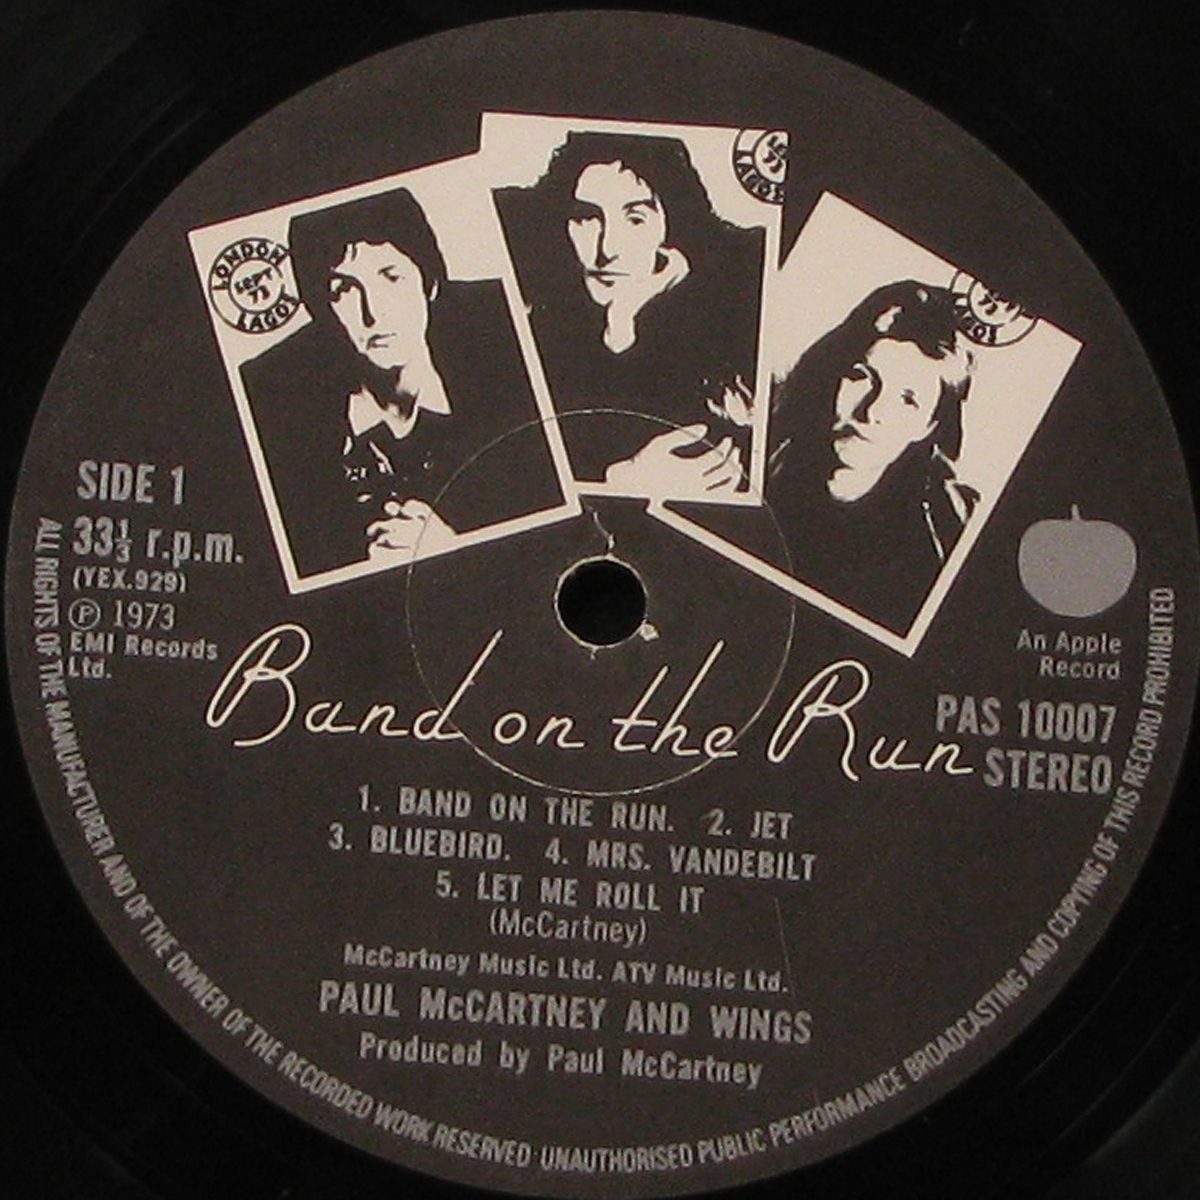 LONDON
SEPT
73
LAGOS
SEPT
73
LAGOS
73
LAGOS
SIDE 1
33⅓ r.p.m.
(YEX.929)
Ⓟ 1973
EMI Records
Ltd.
An Apple
Record
PAS 10007
STEREO
Band on the Run
1. BAND ON THE RUN. 2. JET
3. BLUEBIRD. 4. MRS. VANDEBILT
5. LET ME ROLL IT
(McCartney)
McCartney Music Ltd. ATV Music Ltd.
PAUL McCARTNEY AND WINGS
Produced by Paul McCartney
ALL RIGHTS OF THE MANUFACTURER AND OF THE OWNER OF THE RECORDED WORK RESERVED · UNAUTHORISED PUBLIC PERFORMANCE BROADCASTING AND COPYING OF THIS RECORD PROHIBITED